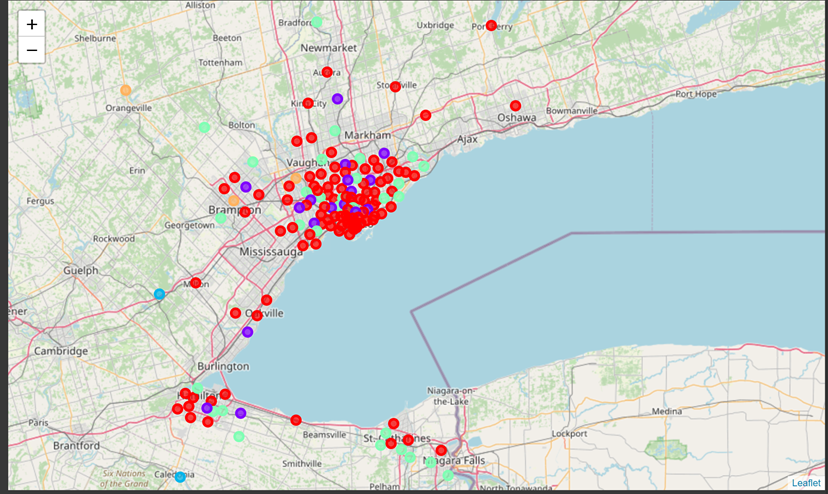 +
−
Alliston
Bradfor
Uxbridge
Port Perry
Shelburne
Beeton
Newmarket
Tottenham
Aurora
Stouffville
King City
Orangeville
Port Hope
Bolton
Markham
Oshawa
Bowmanville
Erin
Ajax
Vaughan
Brampton
Georgetown
Rockwood
Mississauga
Guelph
Milton
Fergus
ener
Oakville
Cambridge
Burlington
Niagara-on-
the-Lake
Hamilton
Medina
Paris
Brantford
Beamsville
St. Catharines
Lockport
Smithville
Niagara Falls
Six Nations
of the Grand
Caledonia
Pelham
North Tonawanda
Leaflet